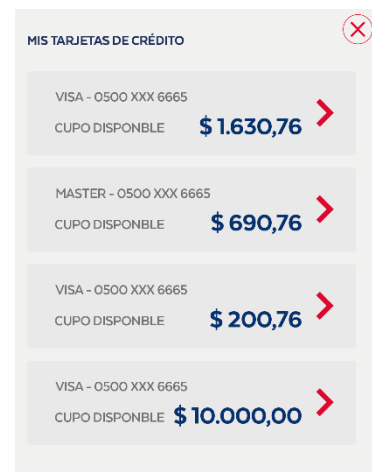 MIS TARJETAS DE CRÉDITO
VISA - 0500 XXX 6665
CUPO DISPONBLE $ 1.630,76
MASTER - 0500 XXX 6665
CUPO DISPONBLE $ 690,76
VISA - 0500 XXX 6665
CUPO DISPONBLE $ 200,76
VISA - 0500 XXX 6665
CUPO DISPONBLE $ 10.000,00